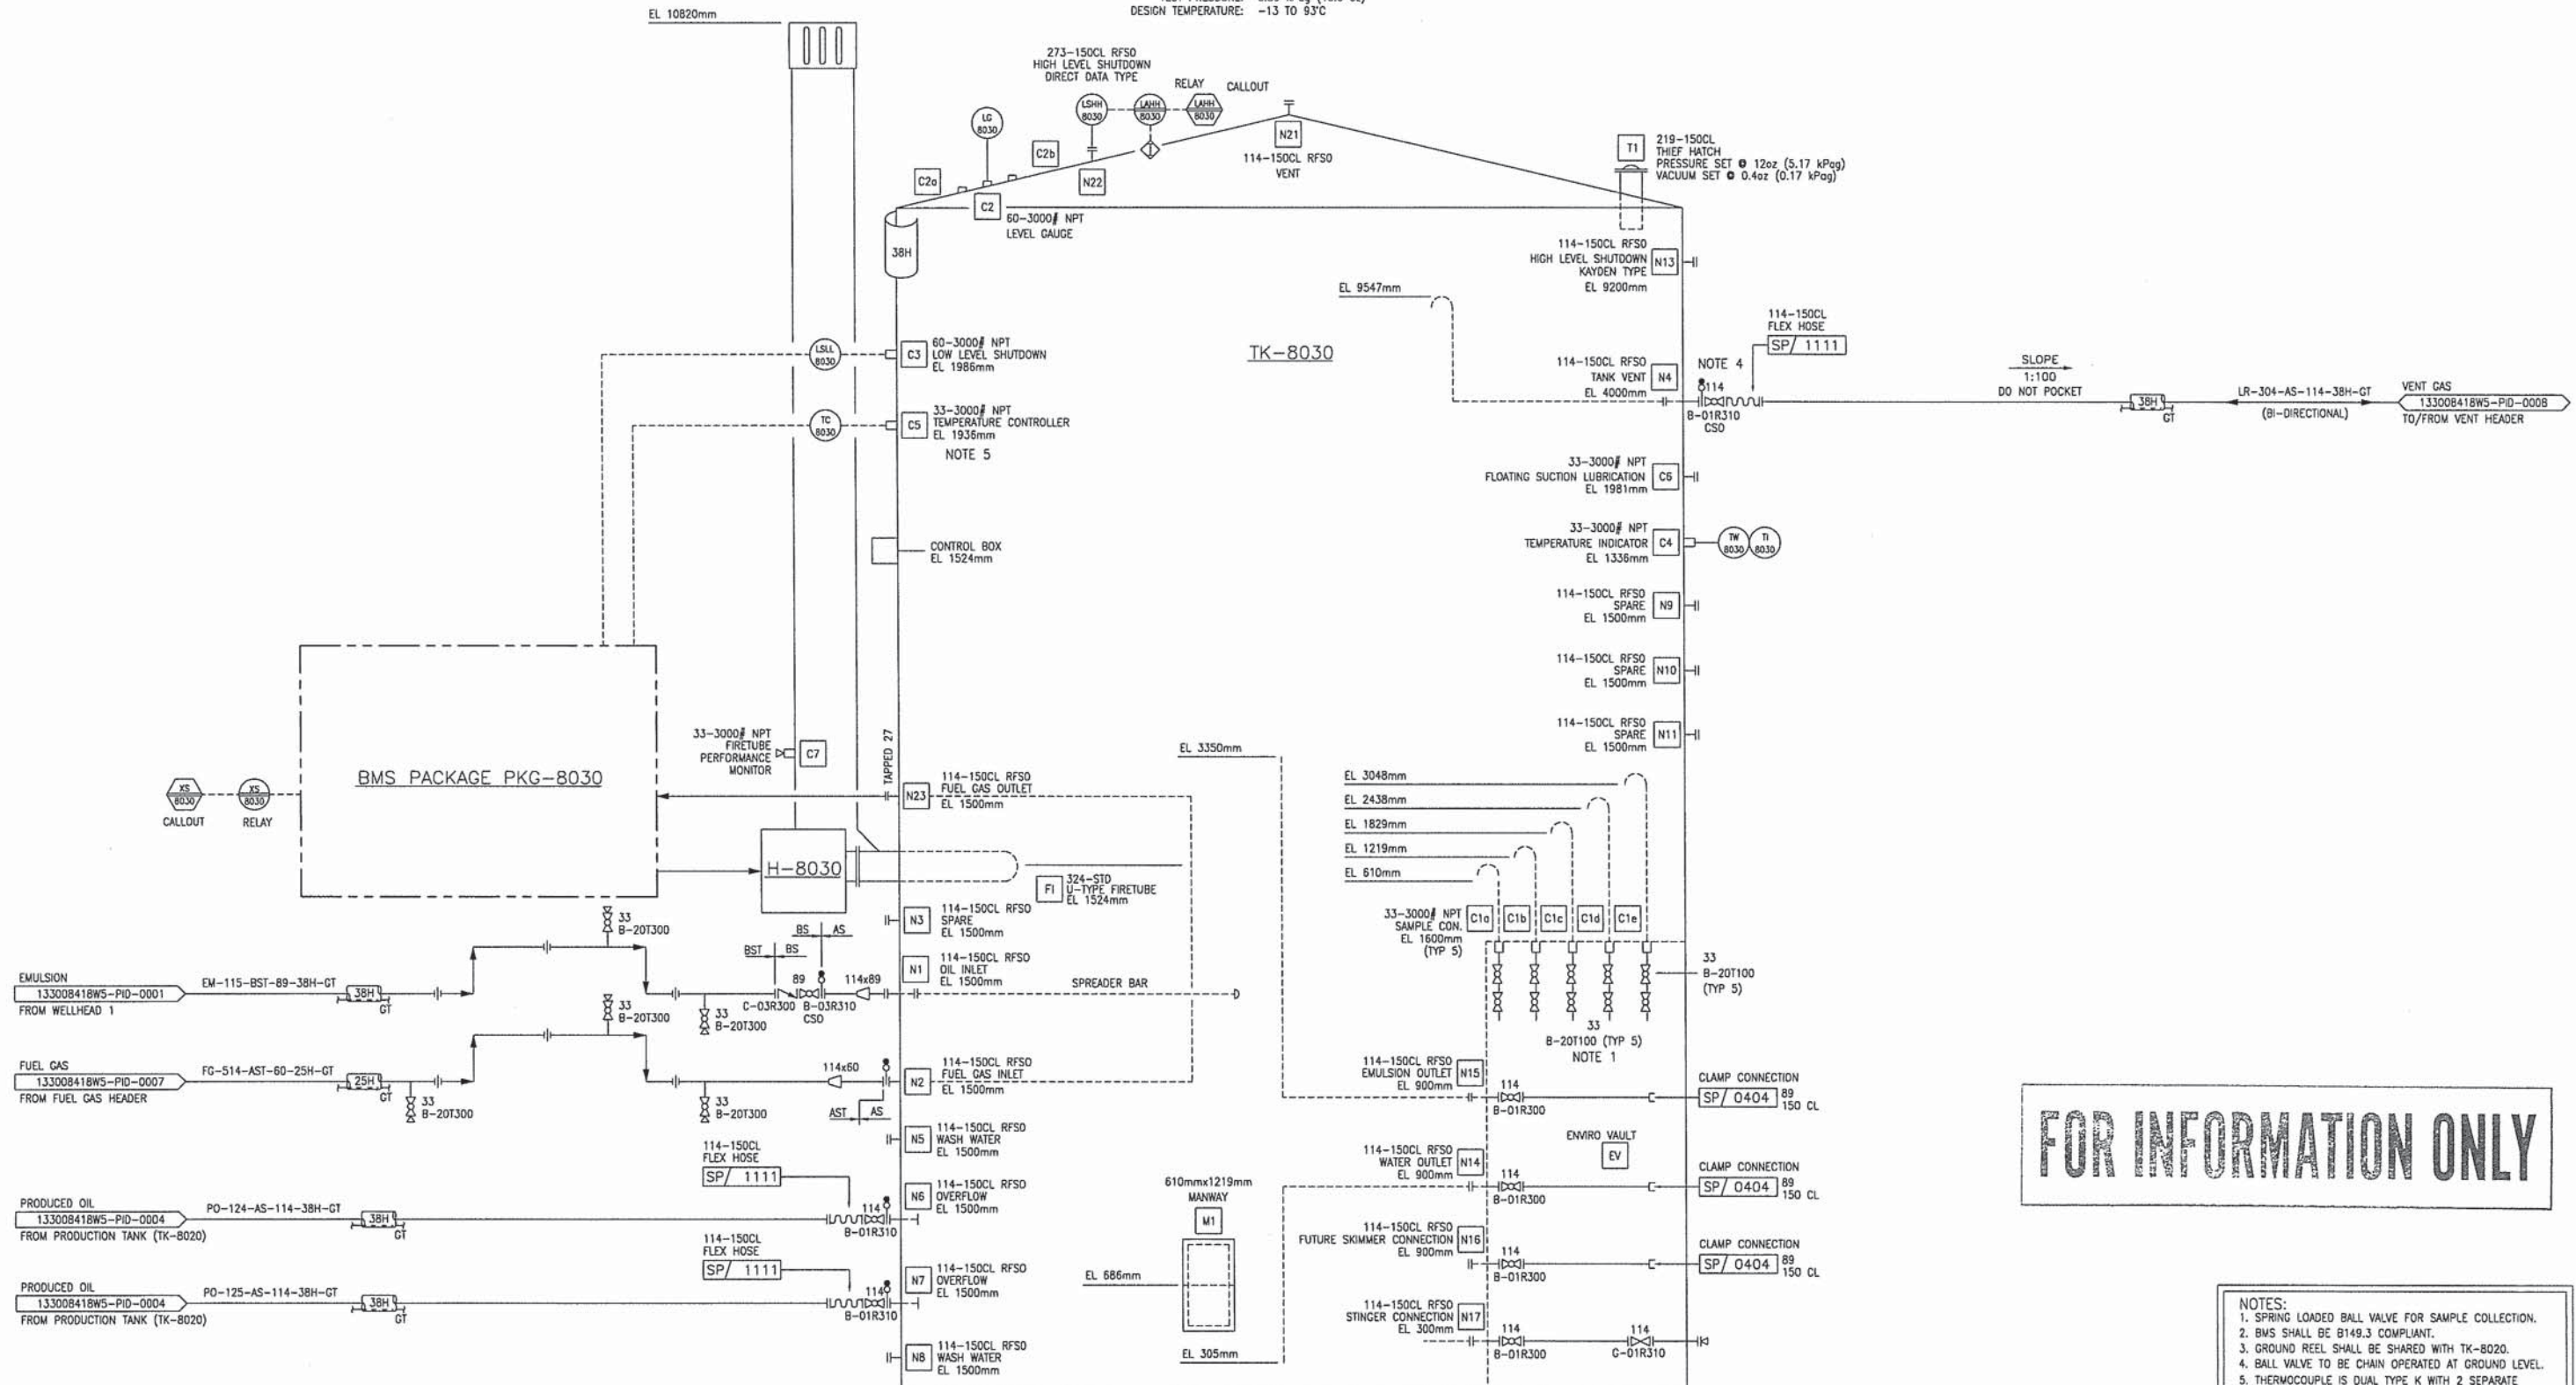 DESIGN TEMPERATURE: -13 TO 93°C
EL 10820mm
273-150CL RFSO
HIGH LEVEL SHUTDOWN
DIRECT DATA TYPE
RELAY
CALLOUT
LSHH
8030
LAHH
8030
LAHH
8030
I
LG
8030
C2a
C2b
C2
N22
N21
114-150CL RFSO
VENT
60-3000# NPT
LEVEL GAUGE
38H
T1
219-150CL
THIEF HATCH
PRESSURE SET @ 12oz (5.17 kPag)
VACUUM SET @ 0.4oz (0.17 kPag)
114-150CL RFSO
HIGH LEVEL SHUTDOWN
KAYDEN TYPE
EL 9200mm
N13
EL 9547mm
TK-8030
114-150CL RFSO
TANK VENT
EL 4000mm
N4
NOTE 4
114
B-01R310
CSO
114-150CL
FLEX HOSE
SP/ 1111
SLOPE
1:100
DO NOT POCKET
38H
GT
LR-304-AS-114-38H-GT
(BI-DIRECTIONAL)
VENT GAS
133008418W5-PID-0008
TO/FROM VENT HEADER
LSLL
8030
C3
60-3000# NPT
LOW LEVEL SHUTDOWN
EL 1986mm
TC
8030
C5
33-3000# NPT
TEMPERATURE CONTROLLER
EL 1936mm
NOTE 5
33-3000# NPT
FLOATING SUCTION LUBRICATION
EL 1981mm
C6
CONTROL BOX
EL 1524mm
33-3000# NPT
TEMPERATURE INDICATOR
EL 1336mm
C4
TW
8030
TI
8030
114-150CL RFSO
SPARE
EL 1500mm
N9
114-150CL RFSO
SPARE
EL 1500mm
N10
114-150CL RFSO
SPARE
EL 1500mm
N11
BMS PACKAGE PKG-8030
XS
8030
CALLOUT
XS
8030
RELAY
33-3000# NPT
FIRETUBE
PERFORMANCE
MONITOR
C7
TAPPED 27
N23
114-150CL RFSO
FUEL GAS OUTLET
EL 1500mm
H-8030
F1
324-STD
U-TYPE FIRETUBE
EL 1524mm
N3
114-150CL RFSO
SPARE
EL 1500mm
EL 3350mm
EL 3048mm
EL 2438mm
EL 1829mm
EL 1219mm
EL 610mm
33-3000# NPT
SAMPLE CON.
EL 1600mm
(TYP 5)
C1a
C1b
C1c
C1d
C1e
33
B-20T100
(TYP 5)
33
B-20T100 (TYP 5)
NOTE 1
EMULSION
133008418W5-PID-0001
FROM WELLHEAD 1
EM-115-BST-89-38H-GT
38H
GT
33
B-20T300
33
B-20T300
BST
BS
BS
AS
89
C-03R300
B-03R310
CSO
114x89
N1
114-150CL RFSO
OIL INLET
EL 1500mm
SPREADER BAR
FUEL GAS
133008418W5-PID-0007
FROM FUEL GAS HEADER
FG-514-AST-60-25H-GT
25H
GT
33
B-20T300
33
B-20T300
33
B-20T300
114x60
AST
AS
N2
114-150CL RFSO
FUEL GAS INLET
EL 1500mm
N5
114-150CL RFSO
WASH WATER
EL 1500mm
114-150CL
FLEX HOSE
SP/ 1111
PRODUCED OIL
133008418W5-PID-0004
FROM PRODUCTION TANK (TK-8020)
PO-124-AS-114-38H-GT
38H
GT
114
B-01R310
N6
114-150CL RFSO
OVERFLOW
EL 1500mm
114-150CL
FLEX HOSE
SP/ 1111
PRODUCED OIL
133008418W5-PID-0004
FROM PRODUCTION TANK (TK-8020)
PO-125-AS-114-38H-GT
38H
GT
114
B-01R310
N7
114-150CL RFSO
OVERFLOW
EL 1500mm
N8
114-150CL RFSO
WASH WATER
EL 1500mm
610mmx1219mm
MANWAY
M1
EL 686mm
EL 305mm
114-150CL RFSO
EMULSION OUTLET
EL 900mm
N15
114
B-01R300
CLAMP CONNECTION
SP/ 0404
89
150 CL
ENVIRO VAULT
EV
114-150CL RFSO
WATER OUTLET
EL 900mm
N14
114
B-01R300
CLAMP CONNECTION
SP/ 0404
89
150 CL
114-150CL RFSO
FUTURE SKIMMER CONNECTION
EL 900mm
N16
114
B-01R300
CLAMP CONNECTION
SP/ 0404
89
150 CL
114-150CL RFSO
STINGER CONNECTION
EL 300mm
N17
114
B-01R300
114
G-01R310
FOR INFORMATION ONLY
NOTES:
1. SPRING LOADED BALL VALVE FOR SAMPLE COLLECTION.
2. BMS SHALL BE B149.3 COMPLIANT.
3. GROUND REEL SHALL BE SHARED WITH TK-8020.
4. BALL VALVE TO BE CHAIN OPERATED AT GROUND LEVEL.
5. THERMOCOUPLE IS DUAL TYPE K WITH 2 SEPARATE